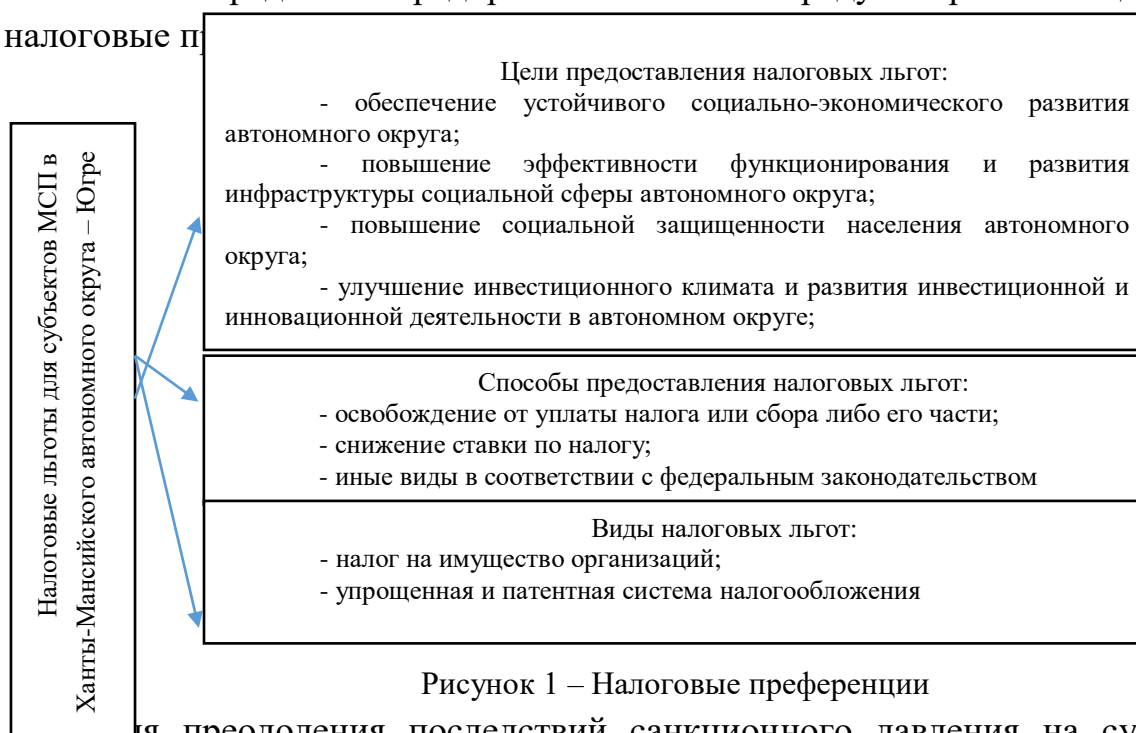 налоговые
Цели предоставления налоговых льгот:
- обеспечение устойчивого социально-экономического развития
автономного округа;
- повышение эффективности функционирования и развития
инфраструктуры социальной сферы автономного округа;
- повышение социальной защищенности населения автономного
округа;
- улучшение инвестиционного климата и развития инвестиционной и
инновационной деятельности в автономном округе;
Налоговые льготы для субъектов МСП в
Ханты-Мансийского автономного округа – Югре
Способы предоставления налоговых льгот:
- освобождение от уплаты налога или сбора либо его части;
- снижение ставки по налогу;
- иные виды в соответствии с федеральным законодательством
Виды налоговых льгот:
- налог на имущество организаций;
- упрощенная и патентная система налогообложения
Рисунок 1 – Налоговые преференции
преодоления последствий санкционного давления на